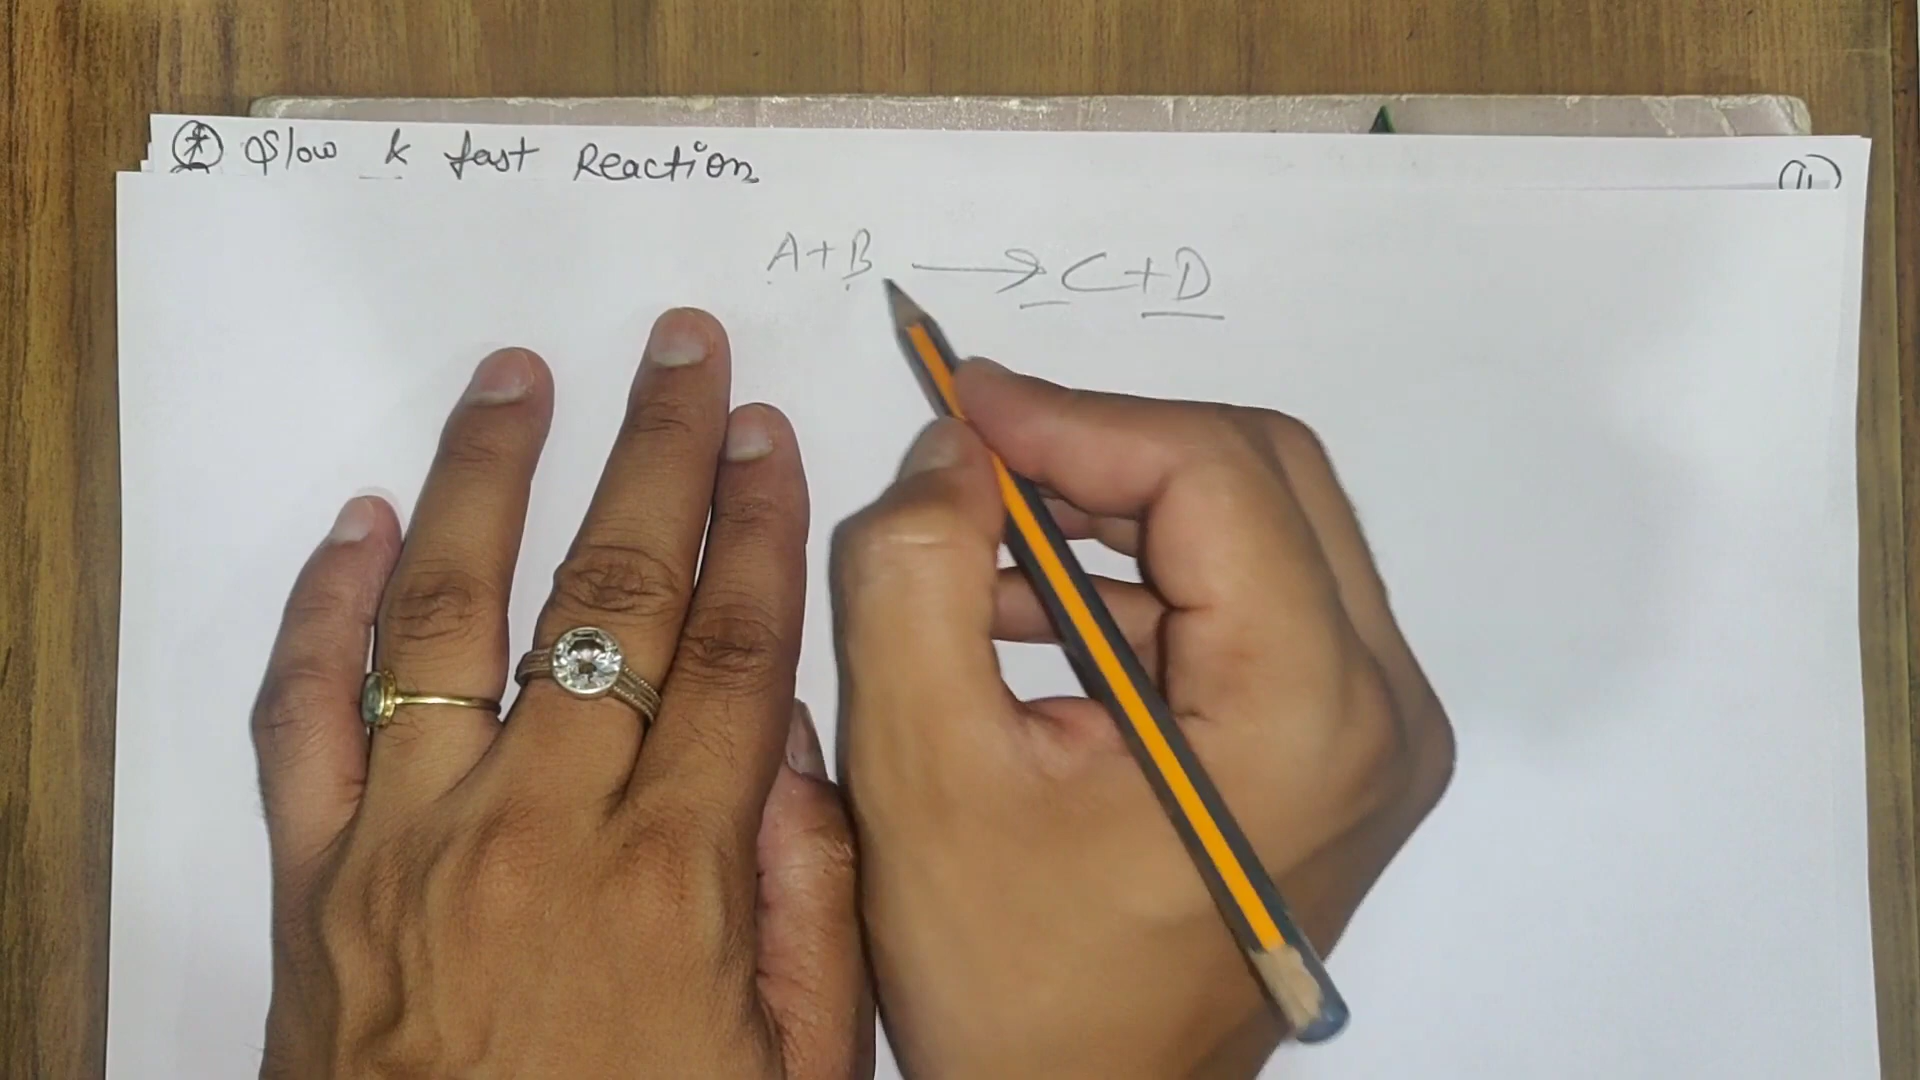 * Slow & fast Reaction
A+B → C+D